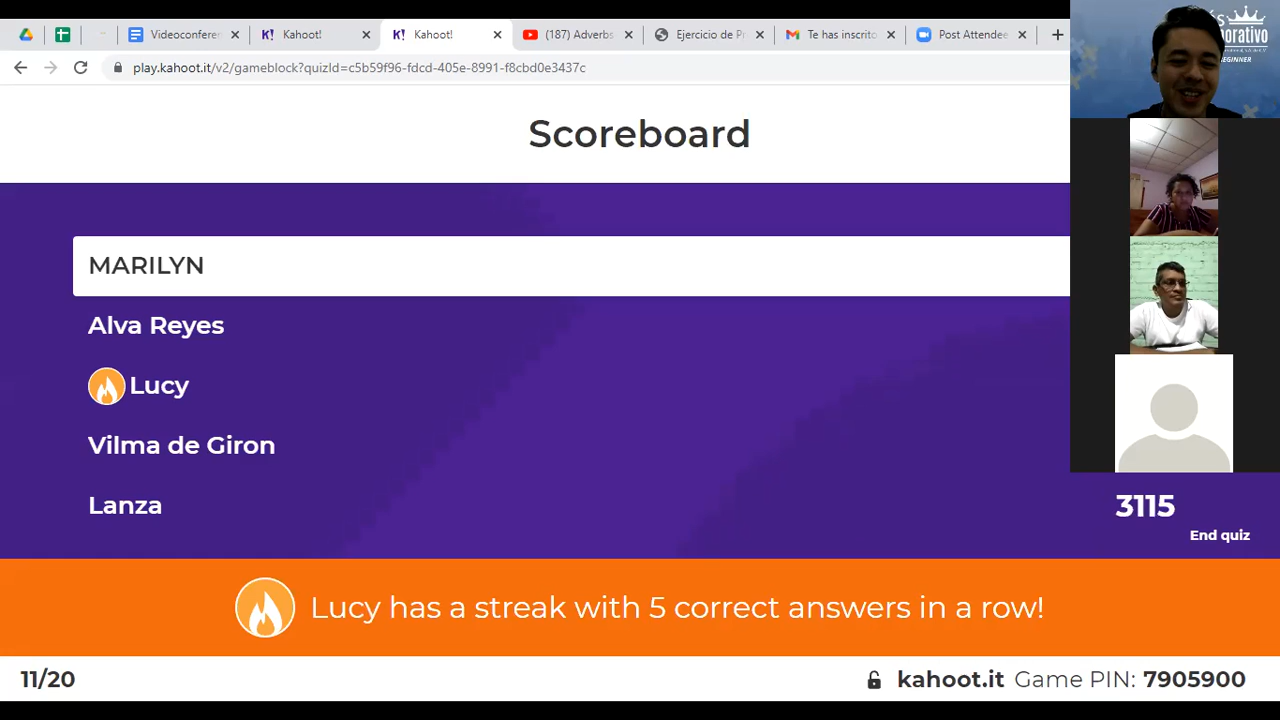 Videoconferen
Kahoot!
Kahoot!
(187) Adverbs
Ejercicio de Pr
Te has inscrito
Post Attendee
play.kahoot.it/v2/gameblock?quizId=c5b59f96-fdcd-405e-8991-f8cbd0e3437c
Scoreboard
MARILYN
Alva Reyes
Lucy
Vilma de Giron
Lanza
3115
End quiz
Lucy has a streak with 5 correct answers in a row!
11/20
kahoot.it Game PIN: 7905900